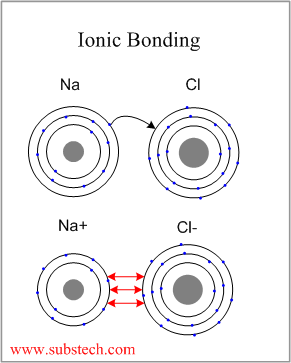 Ionic Bonding
Na Cl
Na+ Cl-
www.substech.com